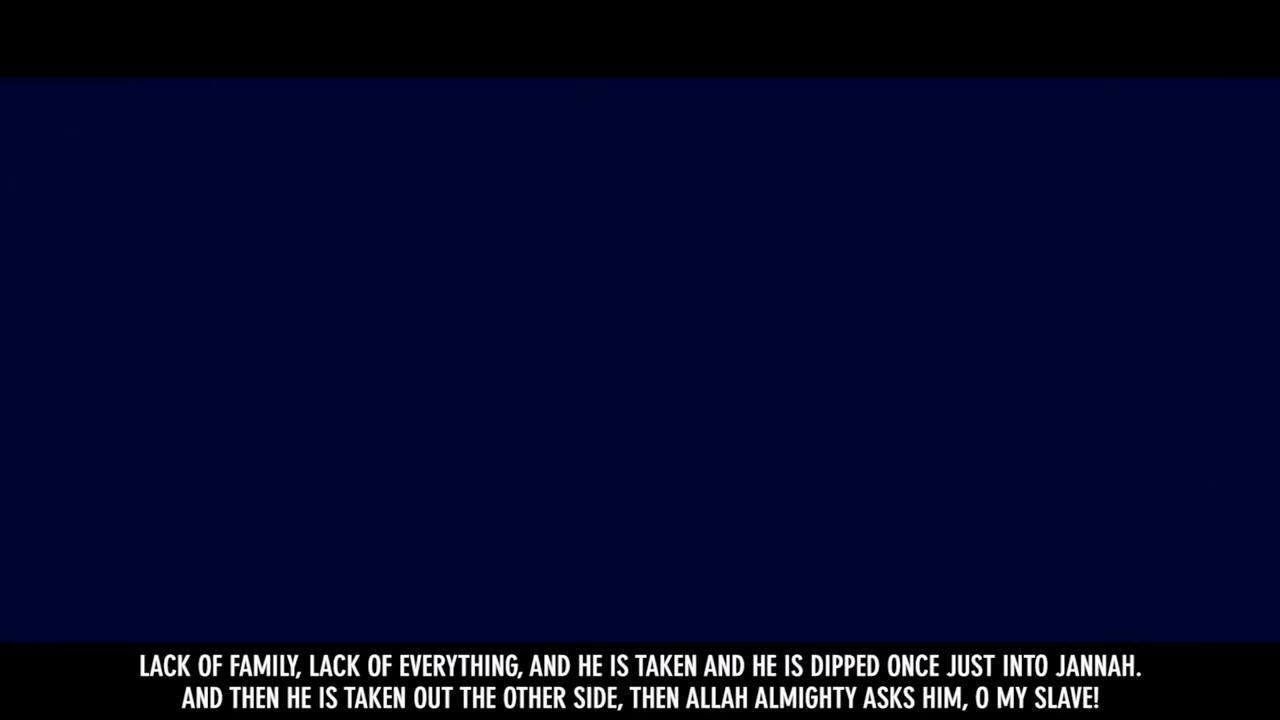 LACK OF FAMILY, LACK OF EVERYTHING, AND HE IS TAKEN AND HE IS DIPPED ONCE JUST INTO JANNAH.
AND THEN HE IS TAKEN OUT THE OTHER SIDE, THEN ALLAH ALMIGHTY ASKS HIM, O MY SLAVE!